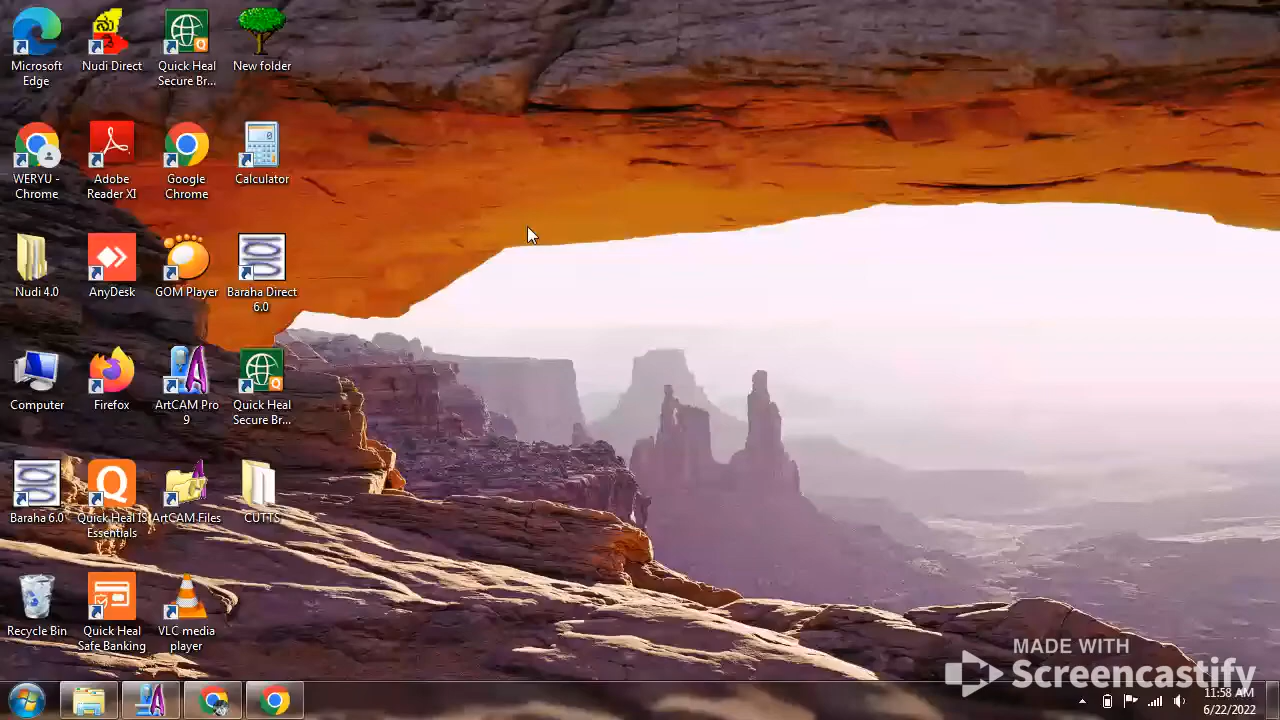 Microsoft
Edge
Nudi Direct
Quick Heal
Secure Br...
New folder
WERYU -
Chrome
Adobe
Reader XI
Google
Chrome
Calculator
Nudi 4.0
AnyDesk
GOM Player
Baraha Direct
6.0
Computer
Firefox
ArtCAM Pro
9
Quick Heal
Secure Br...
Baraha 6.0
Quick Heal IS
Essentials
ArtCAM Files
CUTTS
Recycle Bin
Quick Heal
Safe Banking
VLC media
player
MADE WITH
Screencastify
11:58 AM
6/22/2022